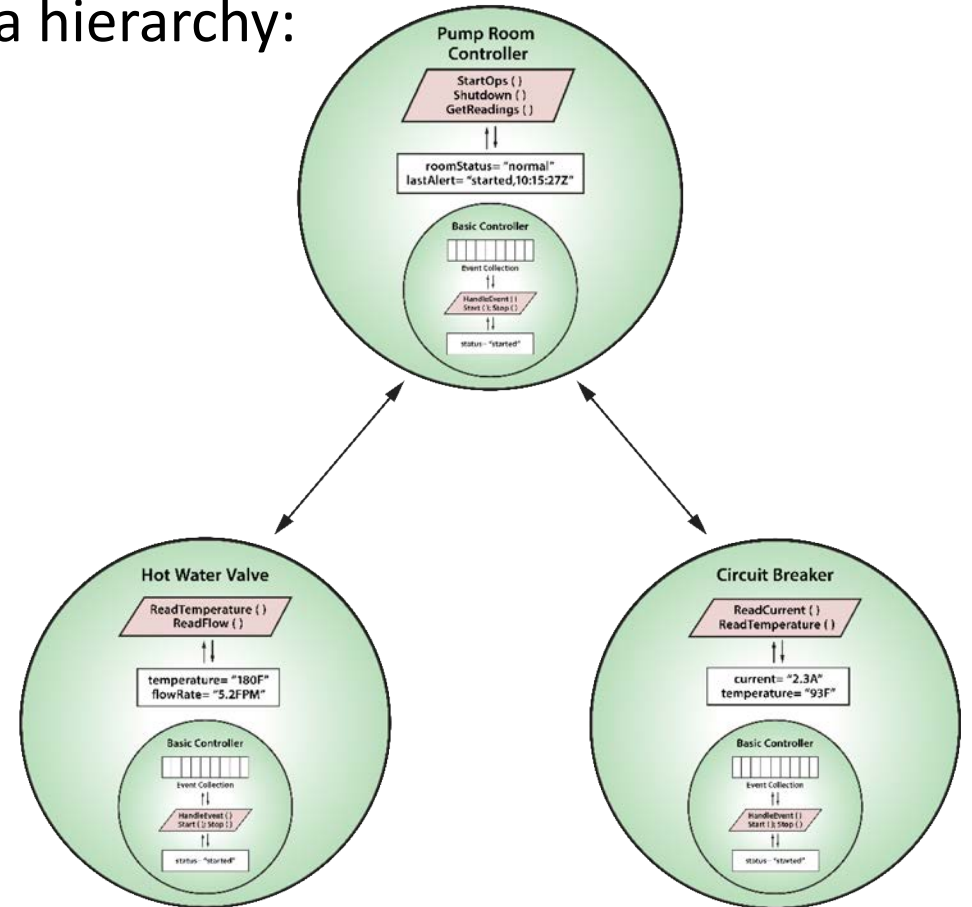 a hierarchy:
Pump Room
Controller
StartOps ( )
Shutdown ( )
GetReadings ( )
roomStatus= "normal"
lastAlert= "started,10:15:27Z"
Basic Controller
Event Collection
HandleEvent ( )
Start ( ); Stop ( )
status= "started"
Hot Water Valve
ReadTemperature ( )
ReadFlow ( )
temperature= "180F"
flowRate= "5.2FPM"
Basic Controller
Event Collection
HandleEvent ( )
Start ( ); Stop ( )
status= "started"
Circuit Breaker
ReadCurrent ( )
ReadTemperature ( )
current= "2.3A"
temperature= "93F"
Basic Controller
Event Collection
HandleEvent ( )
Start ( ); Stop ( )
status= "started"